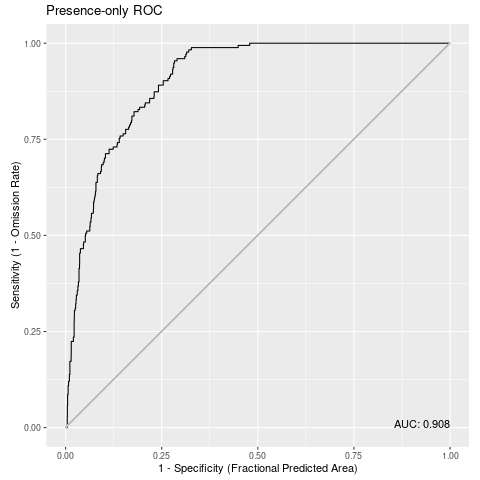 Presence-only ROC
Sensitivity (1 - Omission Rate)
1.00
0.75
0.50
0.25
0.00
AUC: 0.908
0.00 0.25 0.50 0.75 1.00
1 - Specificity (Fractional Predicted Area)